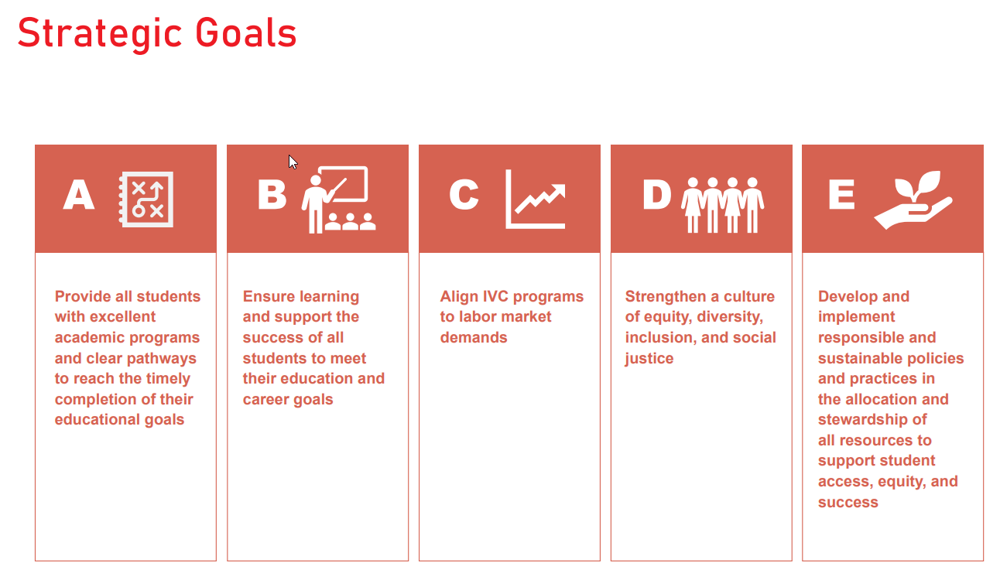 Strategic Goals
A
Provide all students
with excellent
academic programs
and clear pathways
to reach the timely
completion of their
educational goals
B
Ensure learning
and support the
success of all
students to meet
their education and
career goals
C
Align IVC programs
to labor market
demands
D
Strengthen a culture
of equity, diversity,
inclusion, and social
justice
E
Develop and
implement
responsible and
sustainable policies
and practices in
the allocation and
stewardship of
all resources to
support student
access, equity, and
success